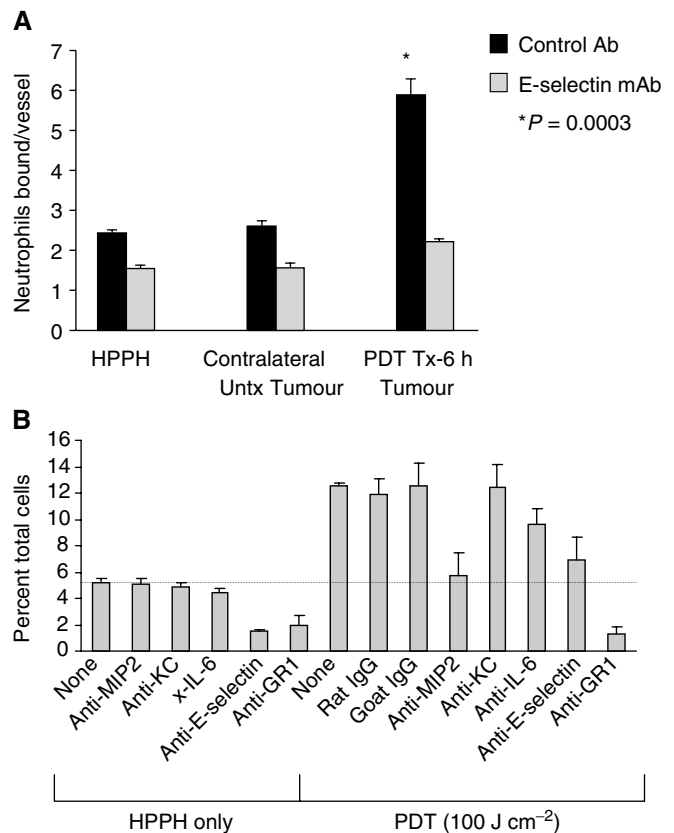 A
7
6
5
4
3
2
1
0
Neutrophils bound/vessel
*
Control Ab
E-selectin mAb
*P = 0.0003
HPPH
Contralateral
Untx Tumour
PDT Tx-6 h
Tumour
B
16
14
12
10
8
6
4
2
0
Percent total cells
None
Anti-MIP2
Anti-KC
x-IL-6
Anti-E-selectin
Anti-GR1
None
Rat IgG
Goat IgG
Anti-MIP2
Anti-KC
Anti-IL-6
Anti-E-selectin
Anti-GR1
HPPH only
PDT (100 J cm⁻²)